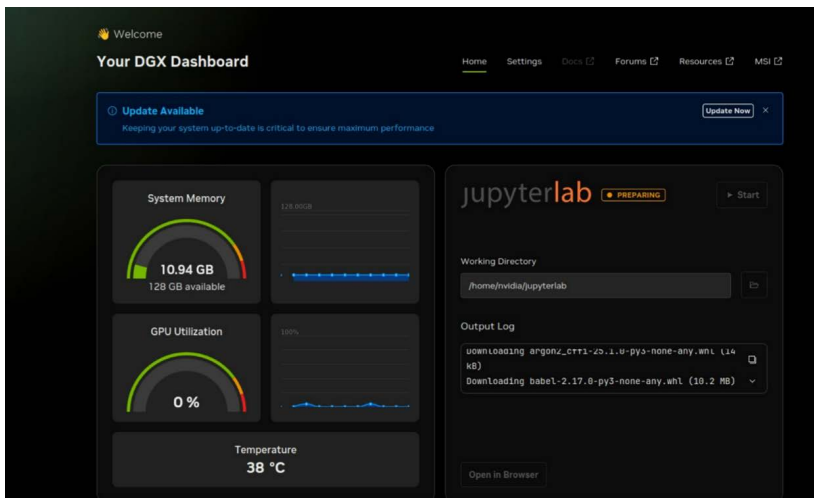 👋 Welcome
Your DGX Dashboard
Home Settings Docs Forums Resources MSI
Update Available
Keeping your system up-to-date is critical to ensure maximum performance
Update Now ×
System Memory
10.94 GB
128 GB available
128.00GB
GPU Utilization
0 %
100%
Temperature
38 °C
jupyterlab
PREPARING
Start
Working Directory
/home/nvidia/jupyterlab
Output Log
Downloading argon2_cffi-25.1.0-py3-none-any.whl (14
kB)
Downloading babel-2.17.0-py3-none-any.whl (10.2 MB)
Open in Browser